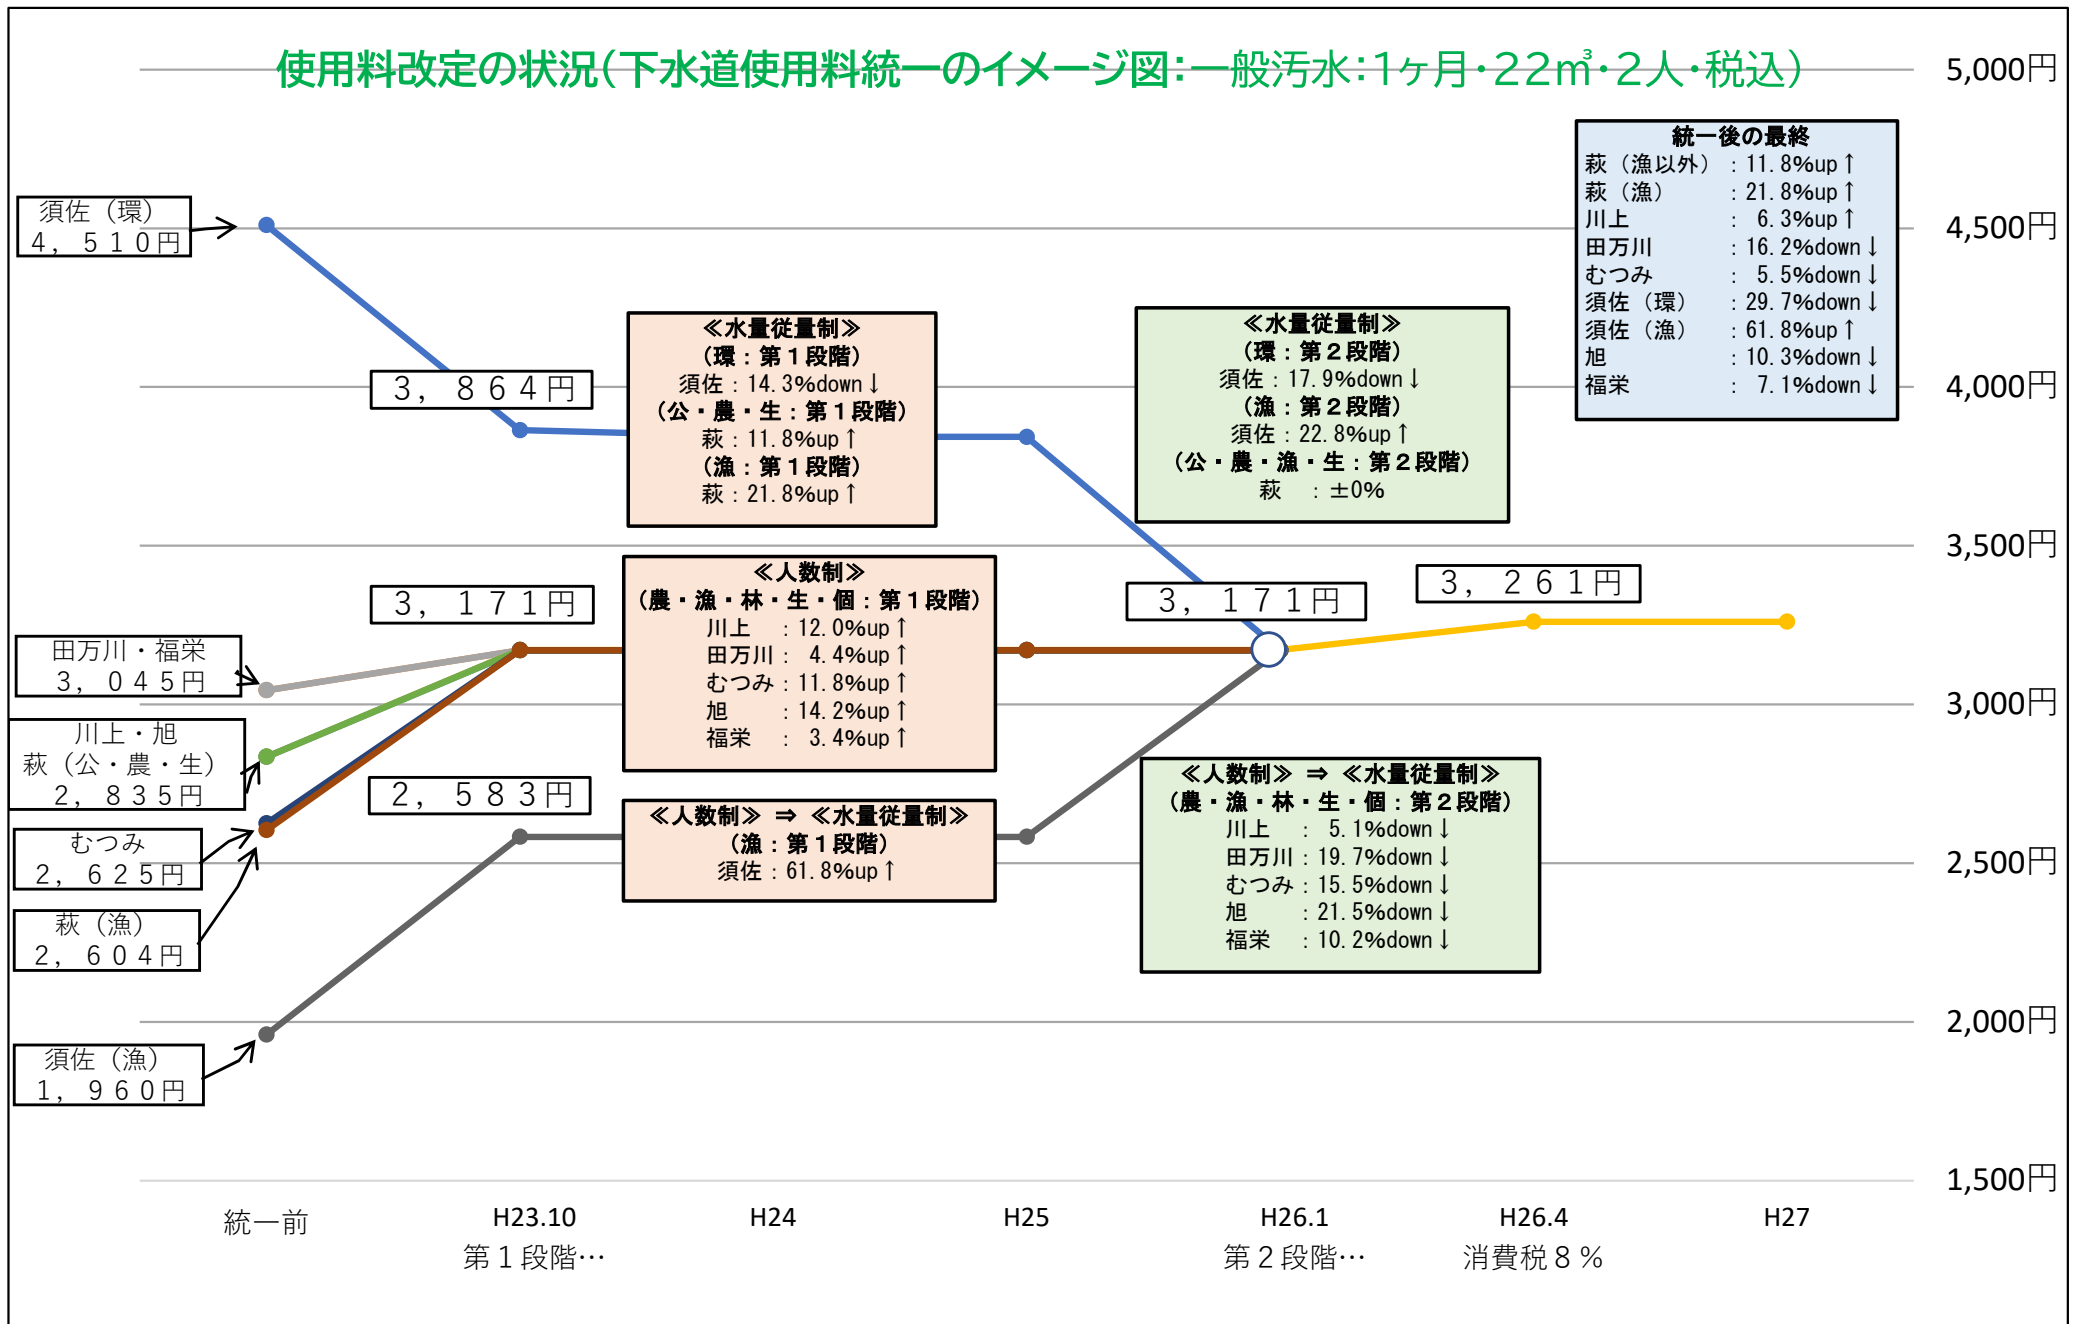 使用料改定の状況(下水道使用料統一のイメージ図:一般汚水:1ヶ月・22㎥・2人・税込)
5,000円
4,500円
4,000円
3,500円
3,000円
2,500円
2,000円
1,500円
統一後の最終
萩（漁以外）：11.8%up↑
萩（漁）：21.8%up↑
川上：6.3%up↑
田万川：16.2%down↓
むつみ：5.5%down↓
須佐（環）：29.7%down↓
須佐（漁）：61.8%up↑
旭：10.3%down↓
福栄：7.1%down↓
須佐（環）
４，５１０円
３，８６４円
≪水量従量制≫
（環：第１段階）
須佐：14.3%down↓
（公・農・生：第１段階）
萩：11.8%up↑
（漁：第１段階）
萩：21.8%up↑
≪水量従量制≫
（環：第２段階）
須佐：17.9%down↓
（漁：第２段階）
須佐：22.8%up↑
（公・農・漁・生：第２段階）
萩　：±0%
３，１７１円
≪人数制≫
（農・漁・林・生・個：第１段階）
川上　：12.0%up↑
田万川：4.4%up↑
むつみ：11.8%up↑
旭　　：14.2%up↑
福栄　：3.4%up↑
３，１７１円
３，２６１円
田万川・福栄
３，０４５円
川上・旭
萩（公・農・生）
２，８３５円
むつみ
２，６２５円
萩（漁）
２，６０４円
須佐（漁）
１，９６０円
２，５８３円
≪人数制≫ ⇒ ≪水量従量制≫
（漁：第１段階）
須佐：61.8%up↑
≪人数制≫ ⇒ ≪水量従量制≫
（農・漁・林・生・個：第２段階）
川上　：5.1%down↓
田万川：19.7%down↓
むつみ：15.5%down↓
旭　　：21.5%down↓
福栄　：10.2%down↓
統一前
H23.10
H24
H25
H26.1
H26.4
H27
第１段階…
第２段階…
消費税８％